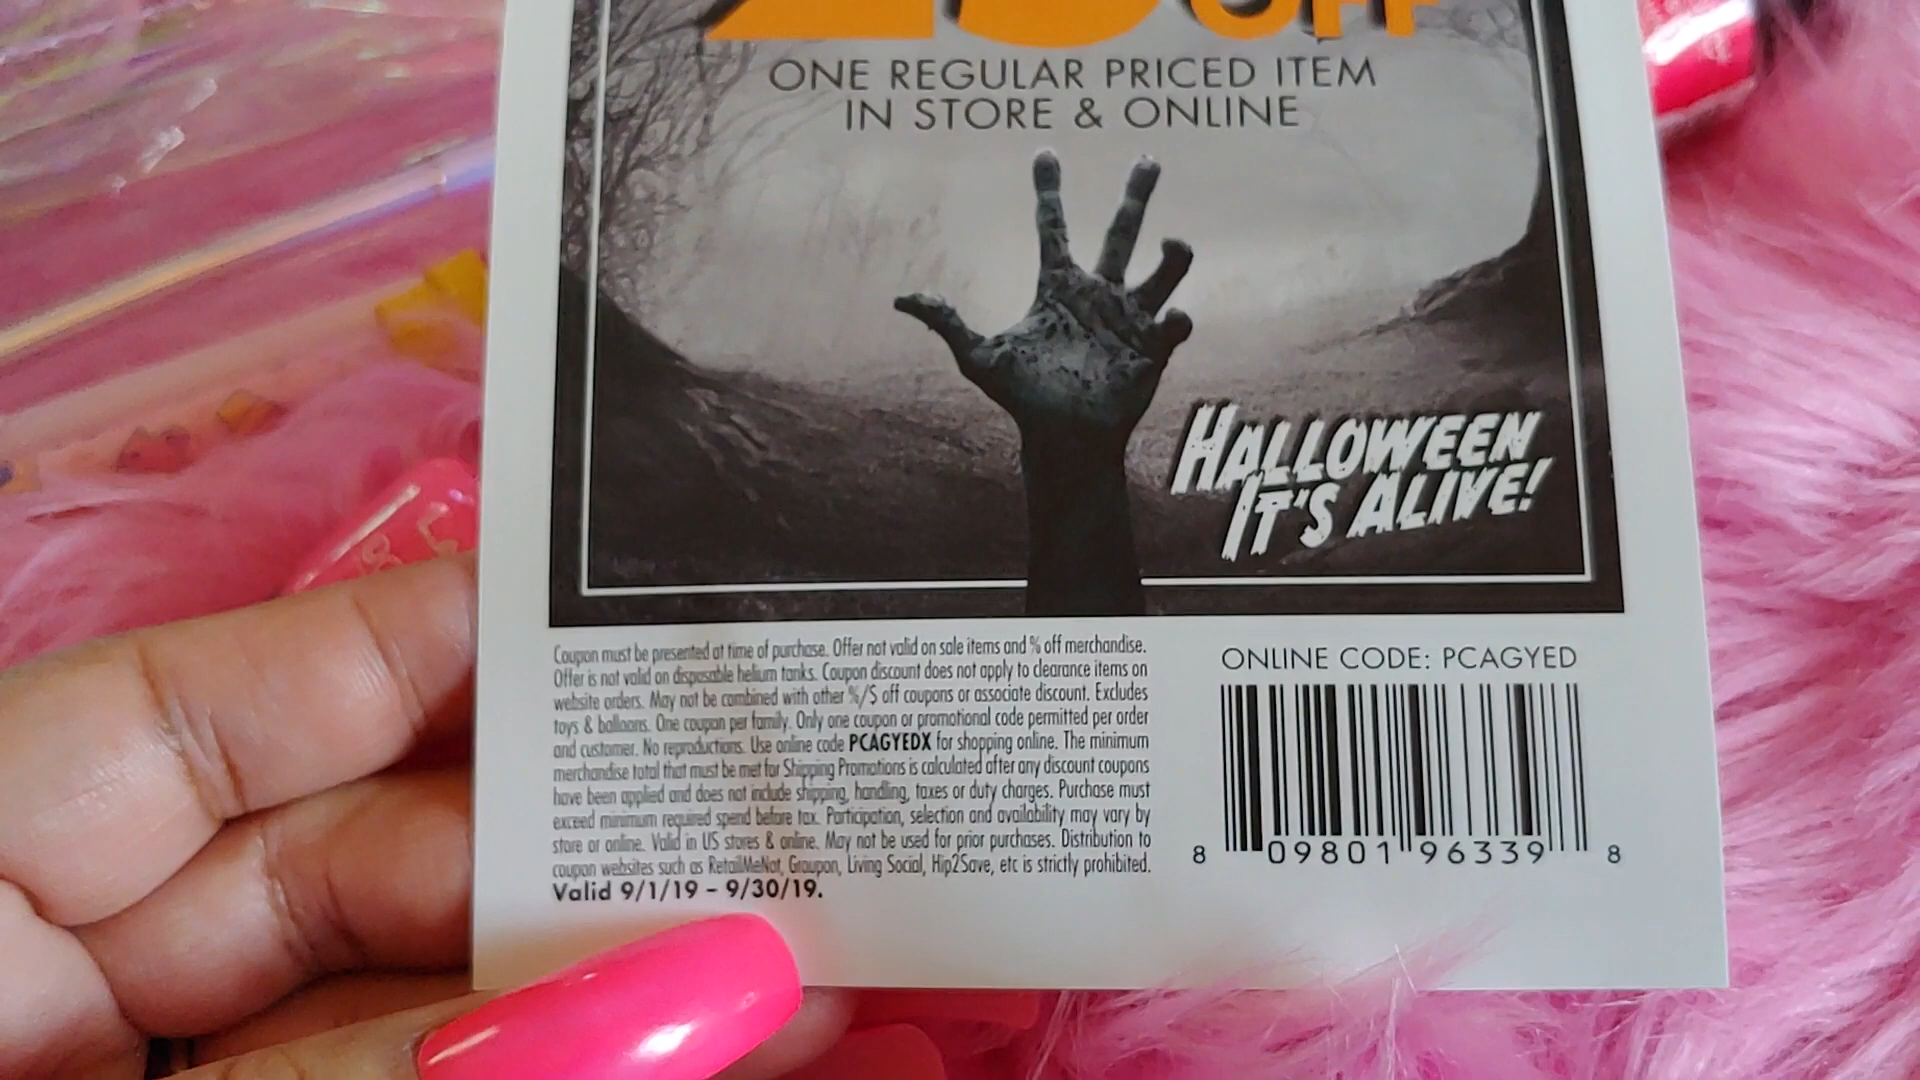 OFF
ONE REGULAR PRICED ITEM
IN STORE & ONLINE
HALLOWEEN
IT'S ALIVE!
Coupon must be presented at time of purchase. Offer not valid on sale items and % off merchandise.
Offer is not valid on disposable helium tanks. Coupon discount does not apply to clearance items on
website orders. May not be combined with other %/$ off coupons or associate discount. Excludes
toys & balloons. One coupon per family. Only one coupon or promotional code permitted per order
and customer. No reproductions. Use online code PCAGYEDX for shopping online. The minimum
merchandise total that must be met for Shipping Promotions is calculated after any discount coupons
have been applied and does not include shipping, handling, taxes or duty charges. Purchase must
exceed minimum required spend before tax. Participation, selection and availability may vary by
store or online. Valid in US stores & online. May not be used for prior purchases. Distribution to
coupon websites such as RetailMeNot, Groupon, Living Social, Hip2Save, etc is strictly prohibited.
Valid 9/1/19 - 9/30/19.
ONLINE CODE: PCAGYED
8 09801 96339 8